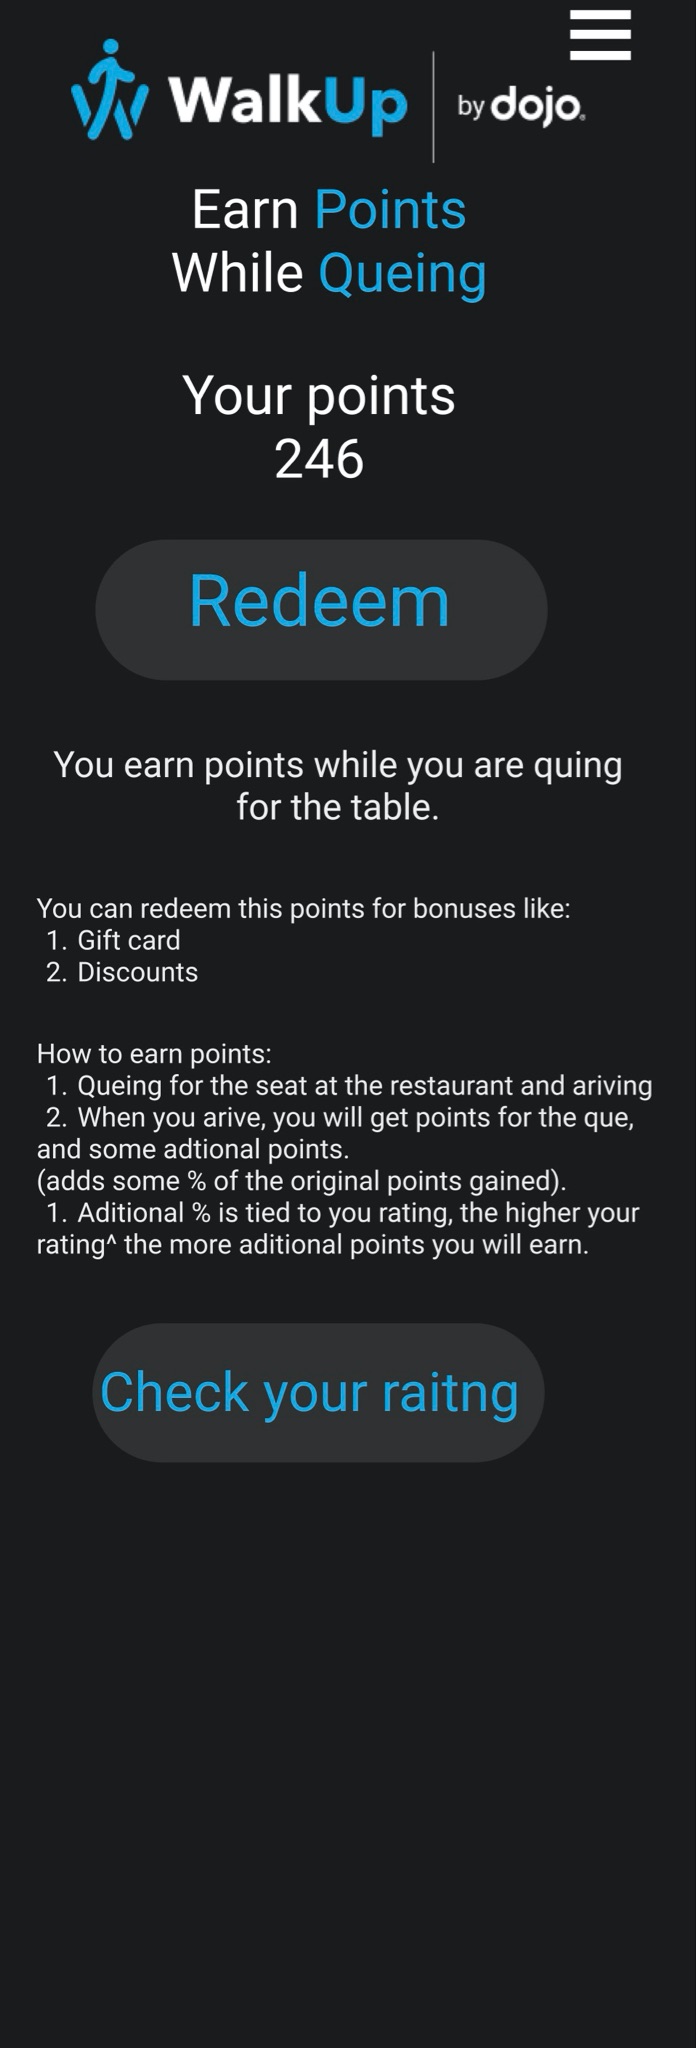 WalkUp by dojo.
Earn Points
While Queing
Your points
246
Redeem
You earn points while you are quing
for the table.
You can redeem this points for bonuses like:
1. Gift card
2. Discounts
How to earn points:
1. Queing for the seat at the restaurant and ariving
2. When you arive, you will get points for the que,
and some adtional points.
(adds some % of the original points gained).
1. Aditional % is tied to you rating, the higher your
rating^ the more aditional points you will earn.
Check your raitng